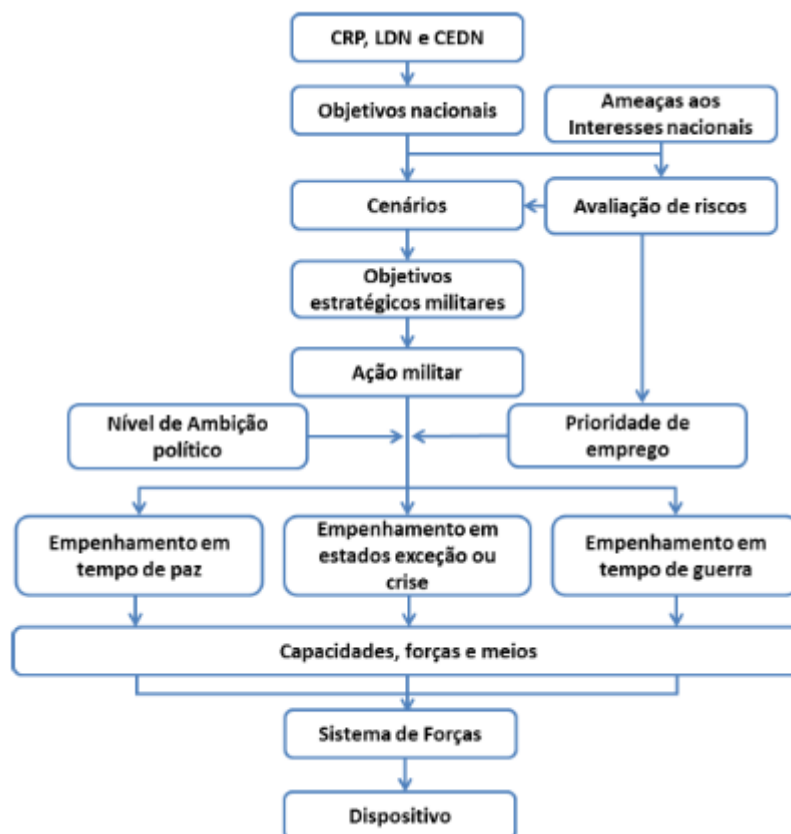 CRP, LDN e CEDN
Objetivos nacionais
Ameaças aos
Interesses nacionais
Cenários
Avaliação de riscos
Objetivos
estratégicos militares
Ação militar
Nível de Ambição
político
Prioridade de
emprego
Empenhamento em
tempo de paz
Empenhamento em
estados exceção ou
crise
Empenhamento em
tempo de guerra
Capacidades, forças e meios
Sistema de Forças
Dispositivo